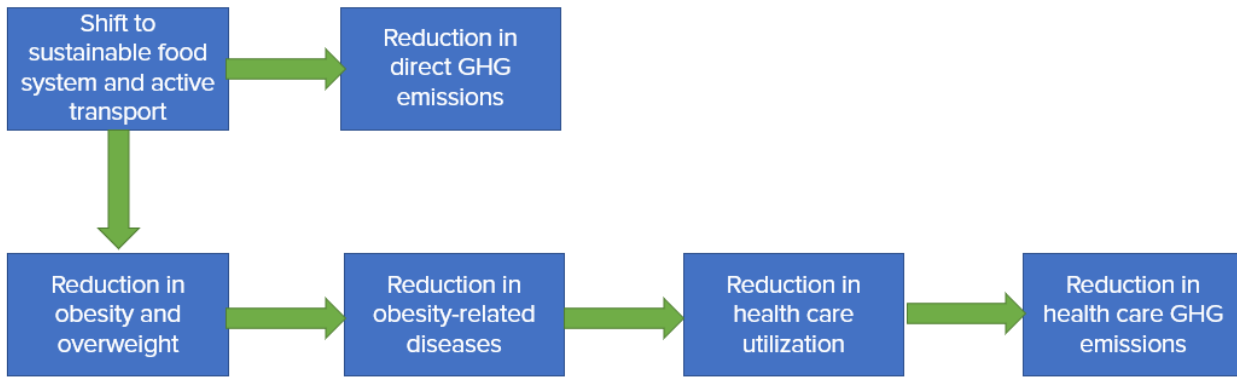 Shift to
sustainable food
system and active
transport
Reduction in
direct GHG
emissions
Reduction in
obesity and
overweight
Reduction in
obesity-related
diseases
Reduction in
health care
utilization
Reduction in
health care GHG
emissions